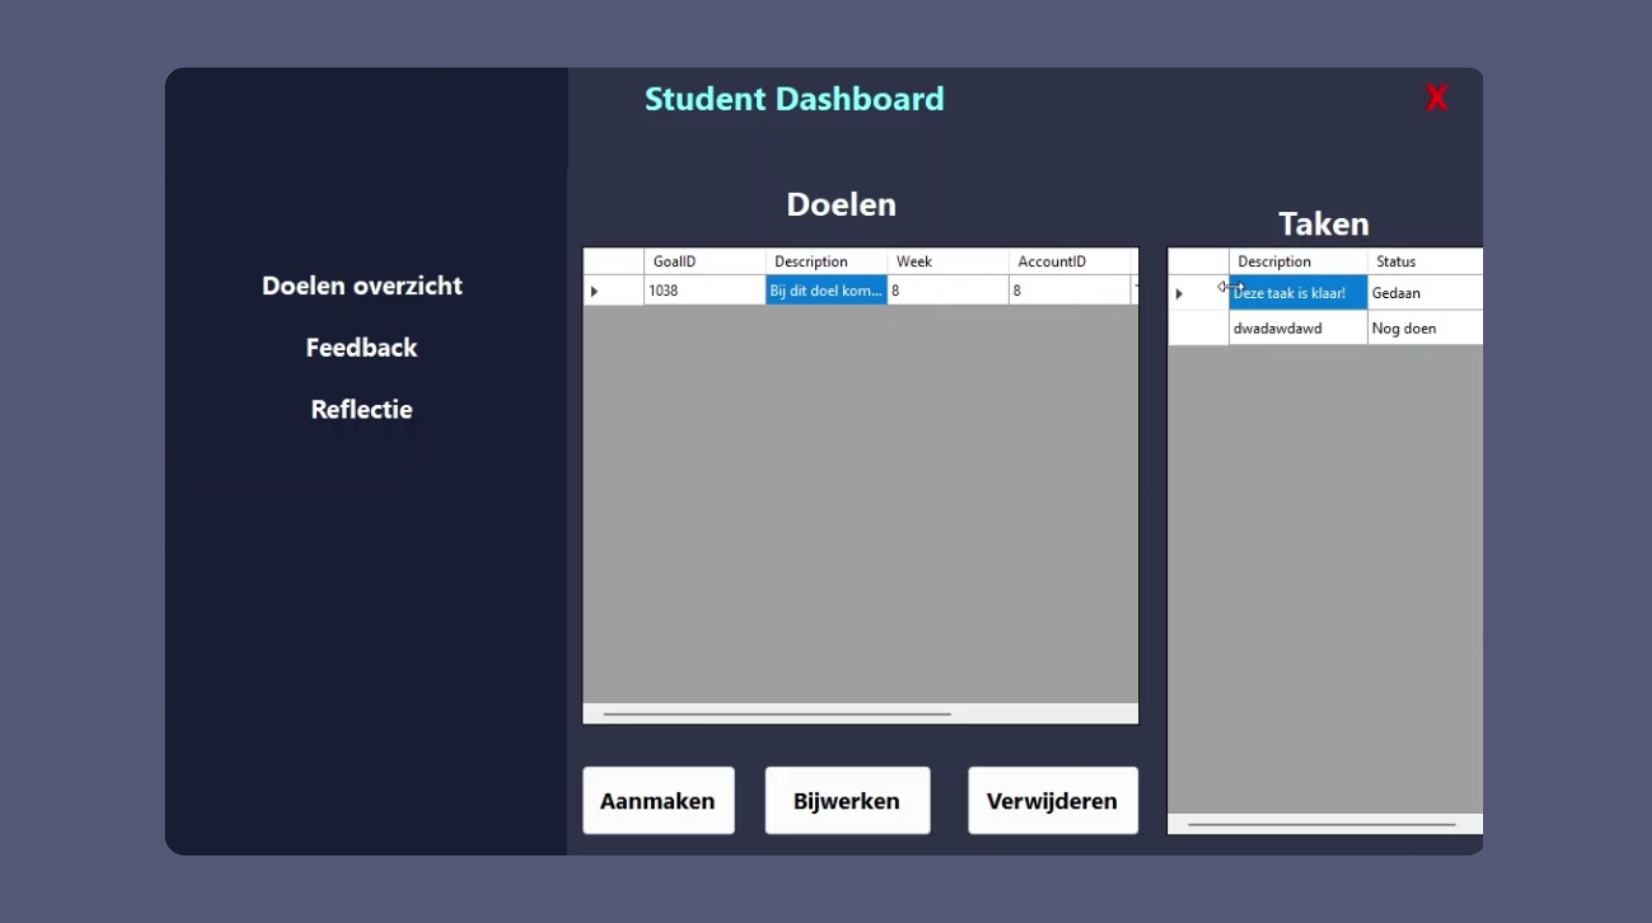 Student Dashboard
X
Doelen overzicht
Feedback
Reflectie
Doelen
GoalID Description Week AccountID
1038 Bij dit doel kom... 8 8
Aanmaken
Bijwerken
Verwijderen
Taken
Description Status
Deze taak is klaar! Gedaan
dwadawdawd Nog doen